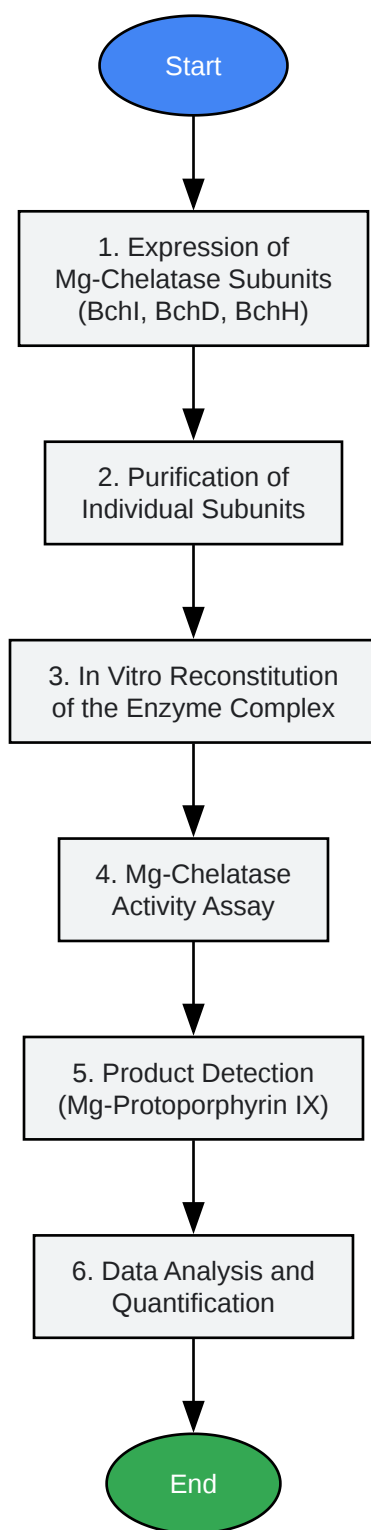 Start
1. Expression of
Mg-Chelatase Subunits
(BchI, BchD, BchH)
2. Purification of
Individual Subunits
3. In Vitro Reconstitution
of the Enzyme Complex
4. Mg-Chelatase
Activity Assay
5. Product Detection
(Mg-Protoporphyrin IX)
6. Data Analysis and
Quantification
End